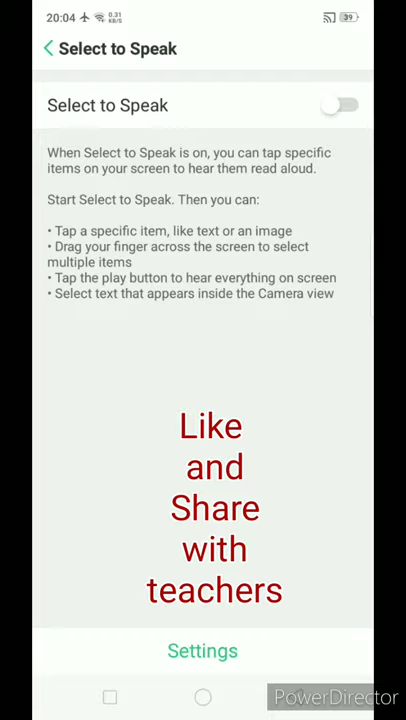 20:04 0.31 KB/S 39
Select to Speak
Select to Speak
When Select to Speak is on, you can tap specific
items on your screen to hear them read aloud.
Start Select to Speak. Then you can:
• Tap a specific item, like text or an image
• Drag your finger across the screen to select
multiple items
• Tap the play button to hear everything on screen
• Select text that appears inside the Camera view
Like
and
Share
with
teachers
Settings
PowerDirector